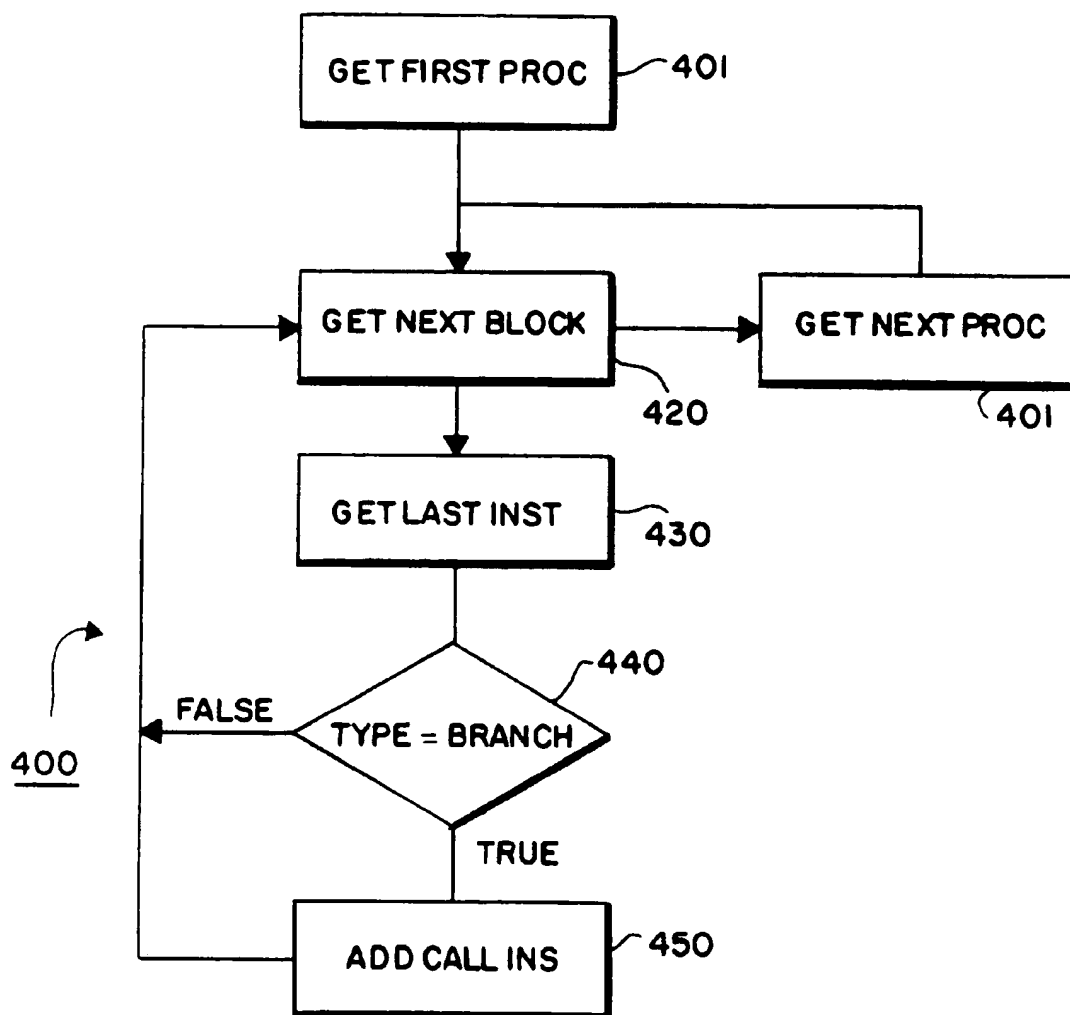 GET FIRST PROC
401
GET NEXT BLOCK
420
GET NEXT PROC
401
GET LAST INST
430
400
440
FALSE
TYPE = BRANCH
TRUE
ADD CALL INS
450